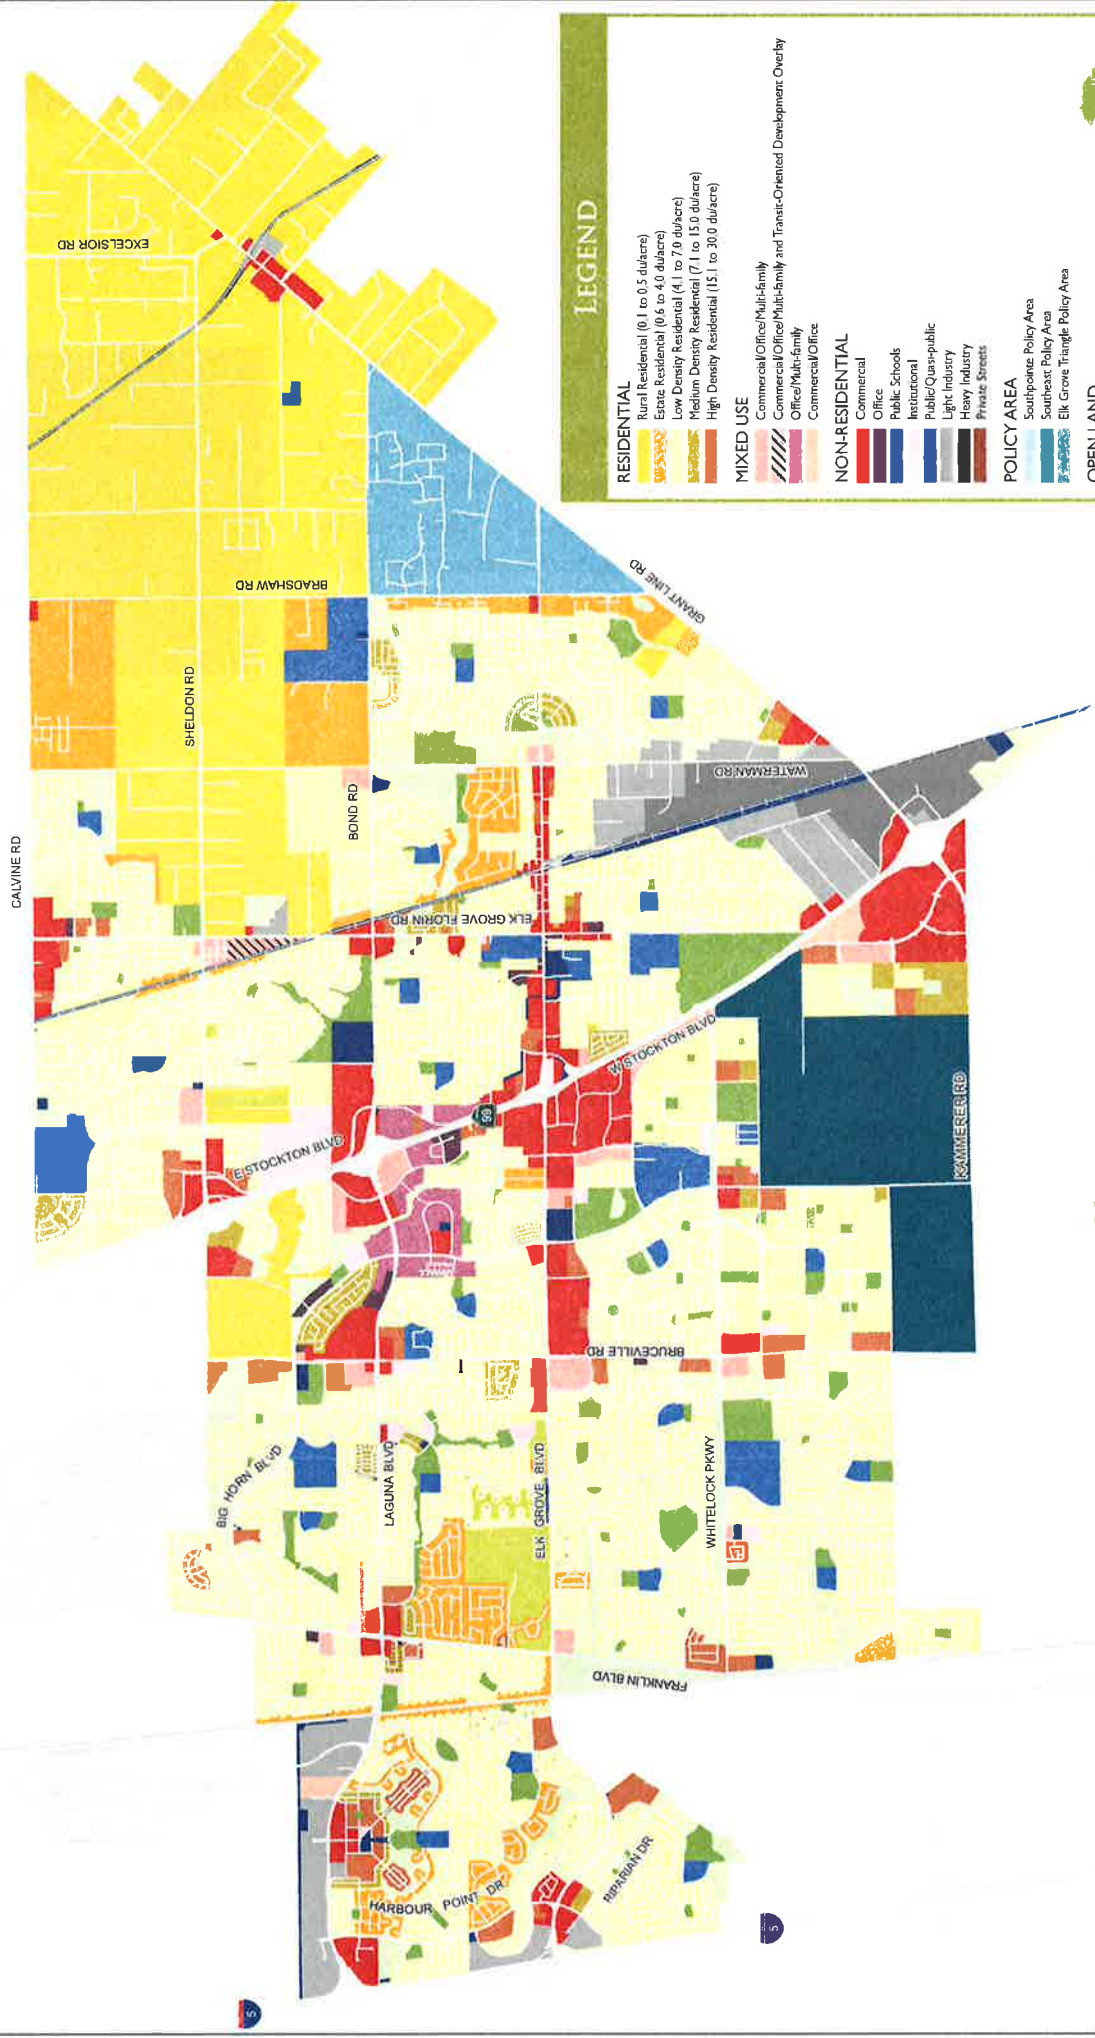 CALVINE RD
EXCELSIOR RD
SHELDON RD
BRADSHAW RD
BOND RD
GRANT LINE RD
WATERMAN RD
ELK GROVE FLORIN RD
E STOCKTON BLVD
99
W STOCKTON BLVD
KAMMERER RD
BRUCEVILLE RD
BIG HORN BLVD
LAGUNA BLVD
ELK GROVE BLVD
WHITELOCK PKWY
FRANKLIN BLVD
HARBOUR POINT DR
RIPARIAN DR
5
5
LEGEND
RESIDENTIAL
Rural Residential (0.1 to 0.5 du/acre)
Estate Residential (0.6 to 4.0 du/acre)
Low Density Residential (4.1 to 7.0 du/acre)
Medium Density Residential (7.1 to 15.0 du/acre)
High Density Residential (15.1 to 30.0 du/acre)
MIXED USE
Commercial/Office/Multi-family
Commercial/Office/Multi-family and Transit-Oriented Development Overlay
Office/Multi-family
Commercial/Office
NON-RESIDENTIAL
Commercial
Office
Public Schools
Institutional
Public/Quasi-public
Light Industry
Heavy Industry
Private Streets
POLICY AREA
Southpointe Policy Area
Southeast Policy Area
Elk Grove Triangle Policy Area
OPEN LAND